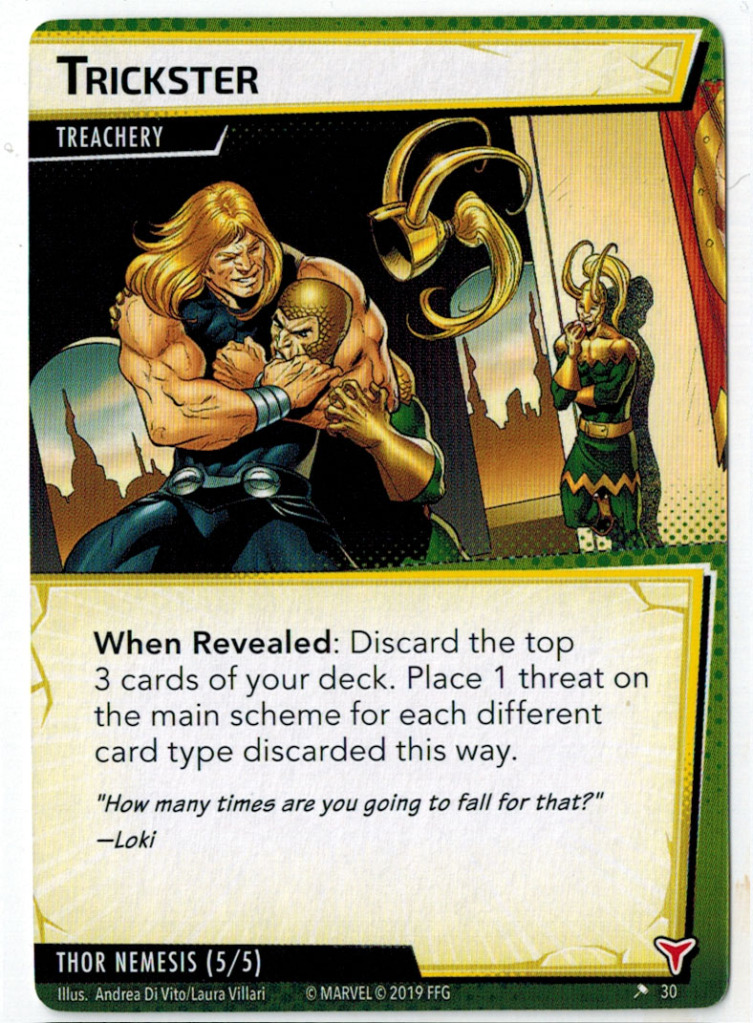 TRICKSTER
TREACHERY
When Revealed: Discard the top
3 cards of your deck. Place 1 threat on
the main scheme for each different
card type discarded this way.
"How many times are you going to fall for that?"
—Loki
THOR NEMESIS (5/5)
Illus. Andrea Di Vito/Laura Villari © MARVEL © 2019 FFG 30